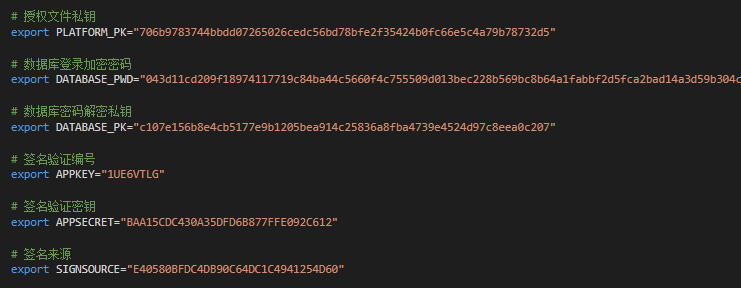 # 授权文件私钥
export PLATFORM_PK="706b9783744bbdd07265026cedc56bd78bfe2f35424b0fc66e5c4a79b78732d5"
# 数据库登录加密密码
export DATABASE_PWD="043d11cd209f18974117719c84ba44c5660f4c755509d013bec228b569bc8b64a1fabbf2d5fca2bad14a3d59b304c
# 数据库密码解密私钥
export DATABASE_PK="c107e156b8e4cb5177e9b1205bea914c25836a8fba4739e4524d97c8eea0c207"
# 签名验证编号
export APPKEY="1UE6VTLG"
# 签名验证密钥
export APPSECRET="BAA15CDC430A35DFD6B877FFE092C612"
# 签名来源
export SIGNSOURCE="E40580BFDC4DB90C64DC1C4941254D60"